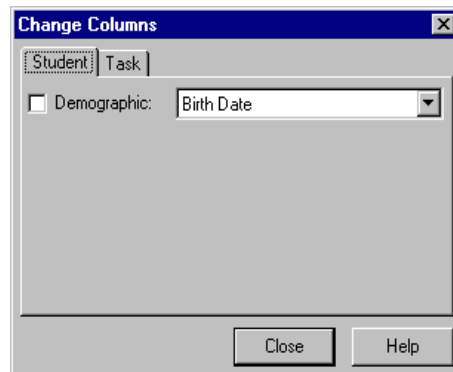 Change Columns
Student Task
Demographic: Birth Date
Close Help